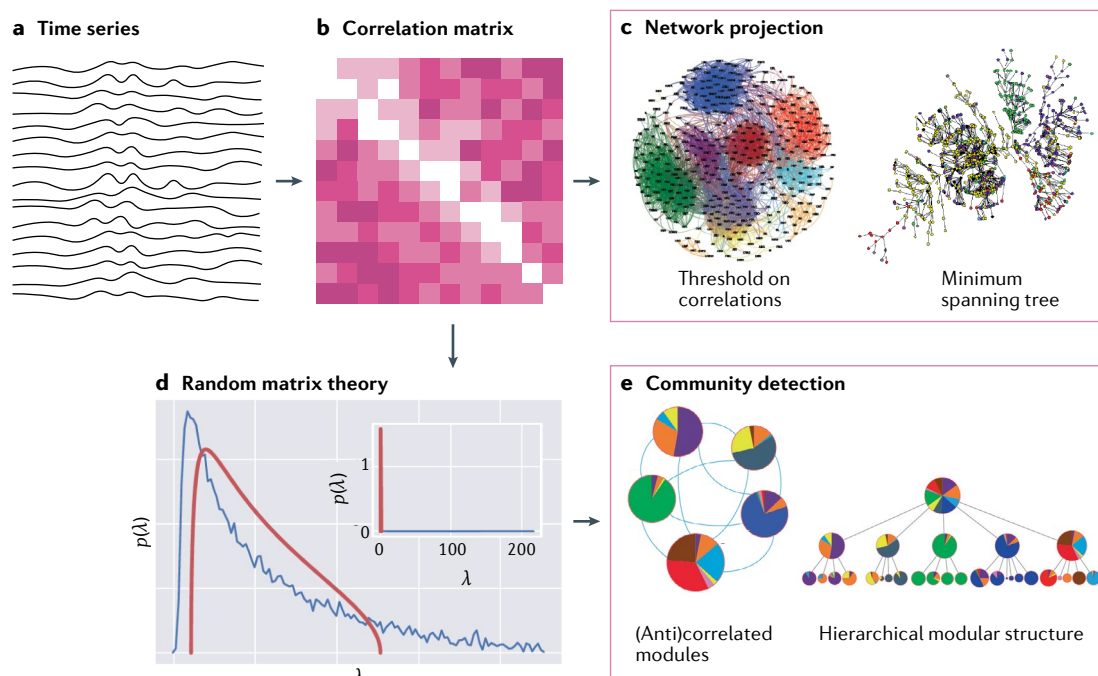 a Time series
b Correlation matrix
c Network projection
Threshold on
correlations
Minimum
spanning tree
d Random matrix theory
p(λ)
p(λ)
1
0
0 100 200
λ
λ
e Community detection
(Anti)correlated
modules
Hierarchical modular structure